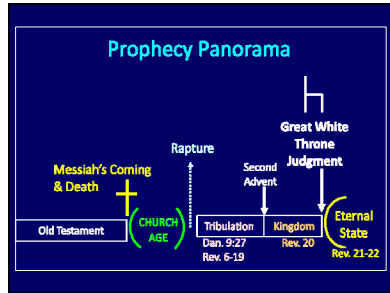 Prophecy Panorama
Great White
Throne
Judgment
Rapture
Messiah's Coming
& Death
Second
Advent
Old Testament
CHURCH
AGE
Tribulation
Kingdom
Eternal
State
Dan. 9:27
Rev. 6-19
Rev. 20
Rev. 21-22